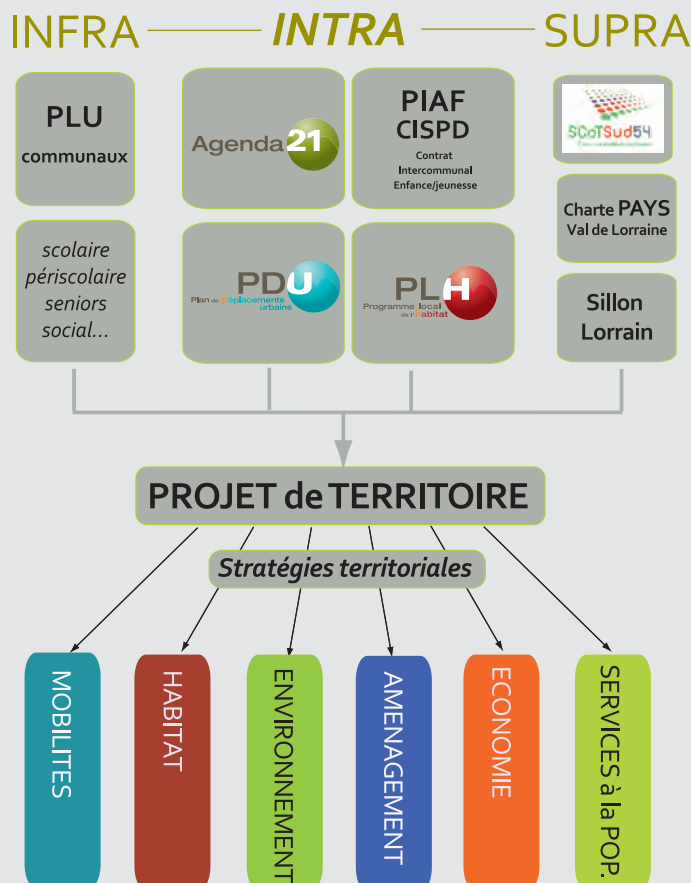 INFRA INTRA SUPRA
PLU
communaux
scolaire
périscolaire
seniors
social...
Agenda 21
PIAF
CISPD
Contrat
Intercommunal
Enfance/jeunesse
PDU
Plan de déplacements
urbains
PLH
Programme local
de l'habitat
SCoTSud54
Charte PAYS
Val de Lorraine
Sillon
Lorrain
PROJET de TERRITOIRE
Stratégies territoriales
MOBILITES
HABITAT
ENVIRONNEMENT
AMENAGEMENT
ECONOMIE
SERVICES à la POP.